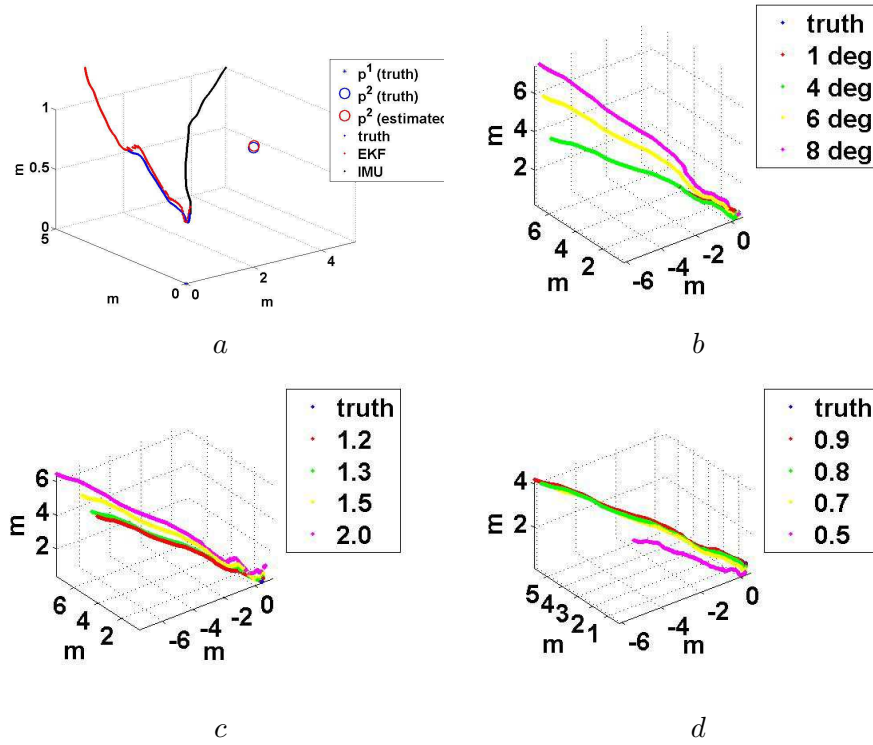 p1 (truth)
p2 (truth)
p2 (estimated
truth
EKF
IMU
1
0.5
0
m
5
0
0
2
4
m
m
a
truth
1 deg
4 deg
6 deg
8 deg
6
4
2
m
6
4
2
m
-6
-4
-2
0
m
b
truth
1.2
1.3
1.5
2.0
6
4
2
m
6
4
2
m
-6
-4
-2
0
m
c
truth
0.9
0.8
0.7
0.5
4
2
m
5
4
3
2
1
m
-6
-4
-2
0
m
d